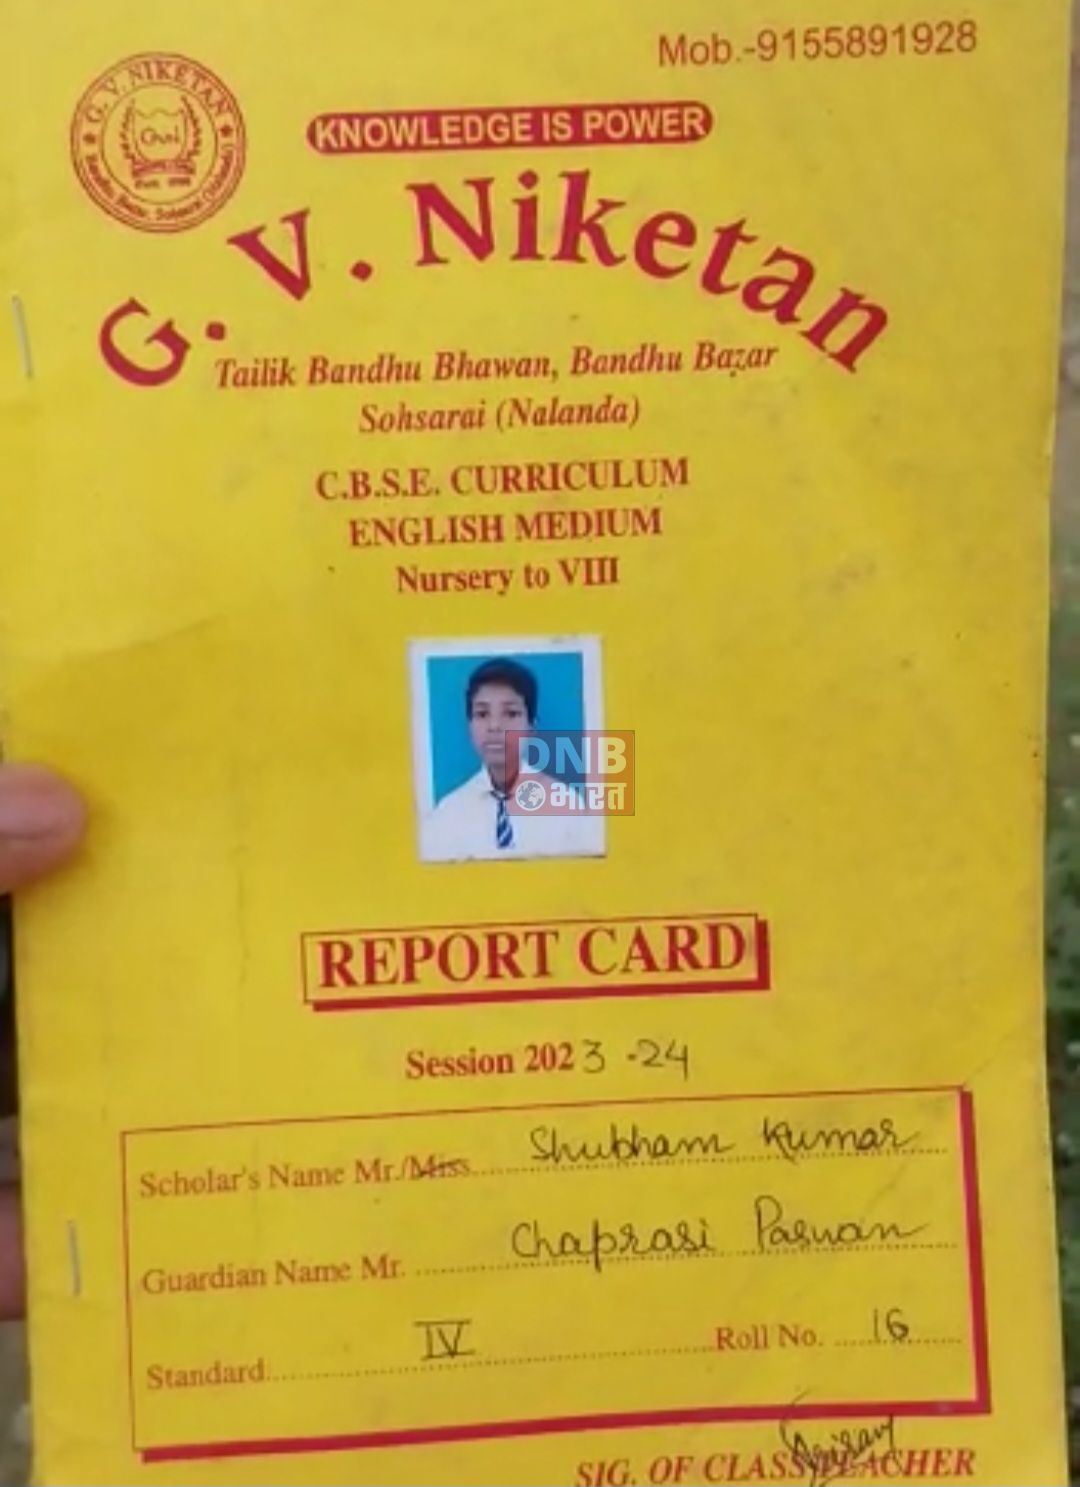 Mob.-9155891928
G. V. NIKETAN
KNOWLEDGE IS POWER
G. V. Niketan
Tailik Bandhu Bhawan, Bandhu Bazar
Sohsarai (Nalanda)
C.B.S.E. CURRICULUM
ENGLISH MEDIUM
Nursery to VIII
DNB
भारत
REPORT CARD
Session 2023-24
Scholar's Name Mr./Miss Shubham Kumar
Guardian Name Mr. Chaprasi Paswan
Standard IV Roll No. 16
SIG. OF CLASS TEACHER